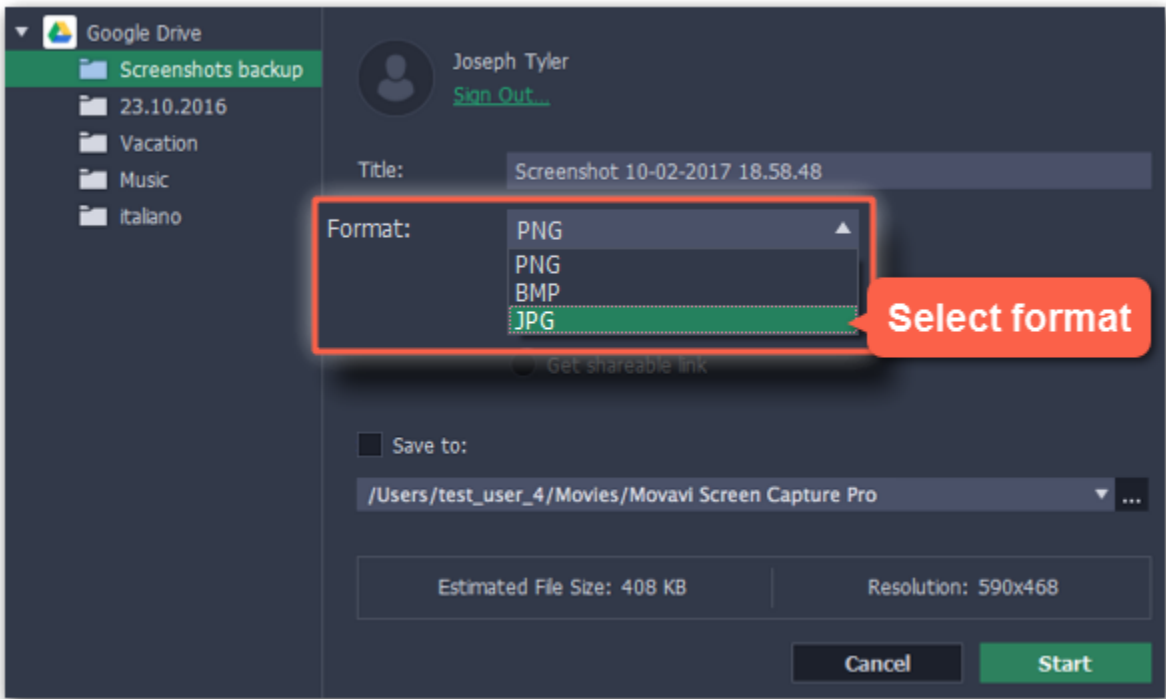 Google Drive
Screenshots backup
23.10.2016
Vacation
Music
italiano
Joseph Tyler
Sign Out...
Title:
Screenshot 10-02-2017 18.58.48
Format:
PNG
PNG
BMP
JPG
Select format
Get shareable link
Save to:
/Users/test_user_4/Movies/Movavi Screen Capture Pro
...
Estimated File Size: 408 KB
Resolution: 590x468
Cancel
Start